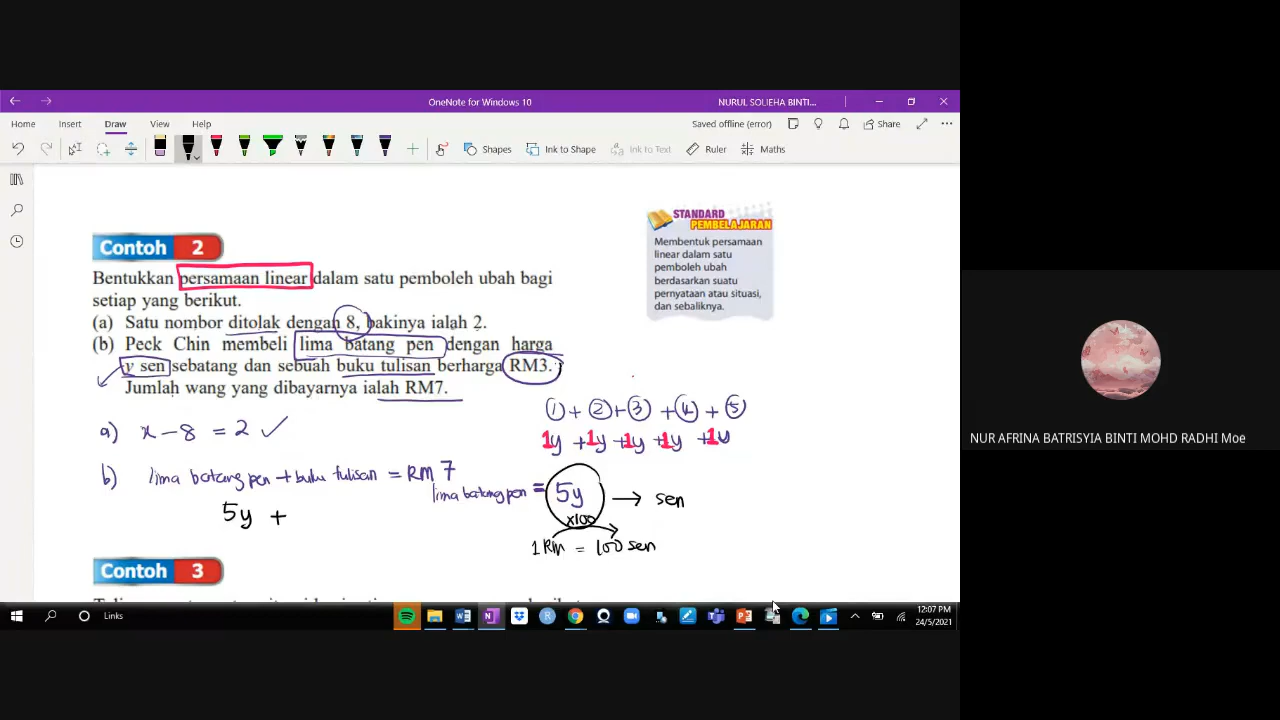 OneNote for Windows 10
NURUL SOLIEHA BINTI...
Home Insert Draw View Help
Saved offline (error)
Share
Shapes
Ink to Shape
Ink to Text
Ruler
Maths
STANDARD
PEMBELAJARAN
Membentuk persamaan
linear dalam satu
pemboleh ubah
berdasarkan suatu
pernyataan atau situasi,
dan sebaliknya.
Contoh 2
Bentukkan persamaan linear dalam satu pemboleh ubah bagi
setiap yang berikut.
(a) Satu nombor ditolak dengan 8, bakinya ialah 2.
(b) Peck Chin membeli lima batang pen dengan harga
y sen sebatang dan sebuah buku tulisan berharga RM3.
Jumlah wang yang dibayarnya ialah RM7.
1 + 2 + 3 + 4 + 5
1y + 1y + 1y + 1y + 1y
a) x - 8 = 2 ✓
b) lima batang pen + buku tulisan = RM 7
lima batang pen = 5y → sen
5y +
x100
1 RM = 100 sen
Contoh 3
Links
12:07 PM
24/5/2021
NUR AFRINA BATRISYIA BINTI MOHD RADHI Moe